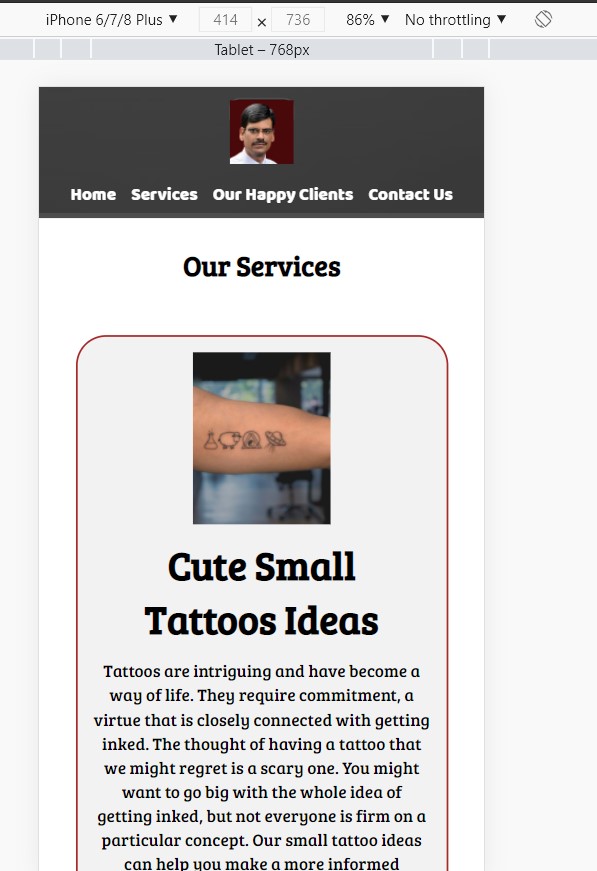 iPhone 6/7/8 Plus ▼ 414 × 736 86% ▼ No throttling ▼
Tablet – 768px
Home Services Our Happy Clients Contact Us
Our Services
Cute Small
Tattoos Ideas
Tattoos are intriguing and have become a
way of life. They require commitment, a
virtue that is closely connected with getting
inked. The thought of having a tattoo that
we might regret is a scary one. You might
want to go big with the whole idea of
getting inked, but not everyone is firm on a
particular concept. Our small tattoo ideas
can help you make a more informed